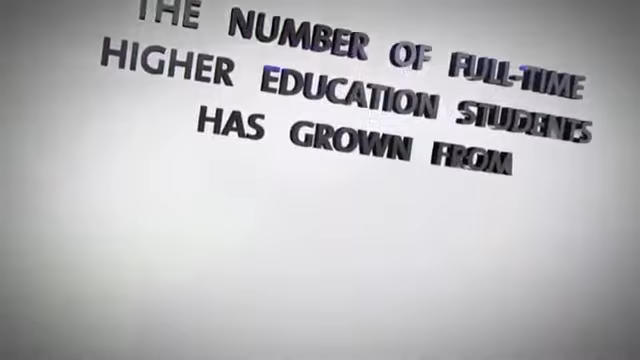 THE NUMBER OF FULL-TIME
HIGHER EDUCATION STUDENTS
HAS GROWN FROM